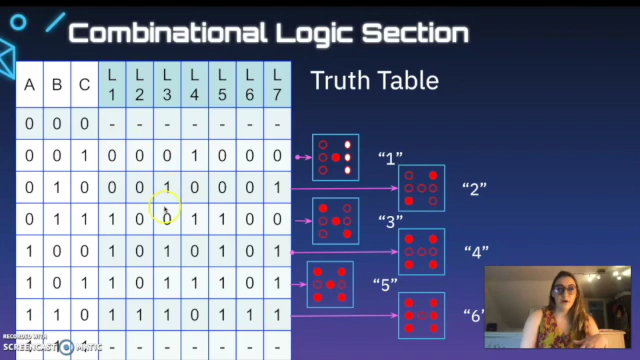 Combinational Logic Section
A B C L1 L2 L3 L4 L5 L6 L7
Truth Table
0 0 0 - - - - - - -
0 0 1 0 0 0 1 0 0 0
"1"
0 1 0 0 0 1 0 0 0 1
"2"
0 1 1 1 0 0 1 1 0 0
"3"
1 0 0 1 0 1 0 1 0 1
"4"
1 0 1 1 0 1 1 1 0 1
"5"
1 1 0 1 1 1 0 1 1 1
"6"
- - - - - - -
RECORDED WITH
SCREENCAST MATIC